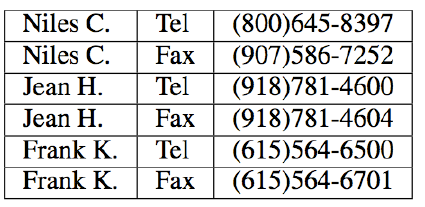 Niles C. Tel (800)645-8397
Niles C. Fax (907)586-7252
Jean H. Tel (918)781-4600
Jean H. Fax (918)781-4604
Frank K. Tel (615)564-6500
Frank K. Fax (615)564-6701